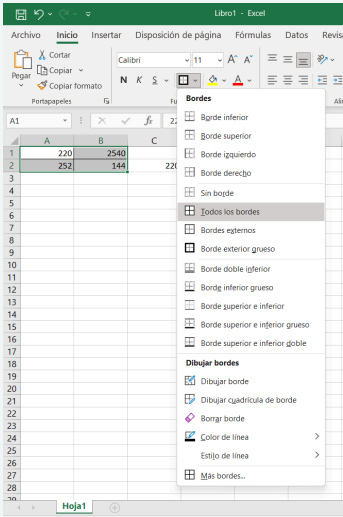 Libro1 - Excel
Archivo Inicio Insertar Disposición de página Fórmulas Datos Revis
Cortar
Copiar
Copiar formato
Pegar
Calibri 11 A A
N K S A
Portapapeles Fu Alin
A1 fx 22
A B C
1 220 2540
2 252 144 220
3
4
5
6
7
8
9
10
11
12
13
14
15
16
17
18
19
20
21
22
23
24
25
26
27
28
29
Bordes
Borde inferior
Borde superior
Borde izquierdo
Borde derecho
Sin borde
Todos los bordes
Bordes externos
Borde exterior grueso
Borde doble inferior
Borde inferior grueso
Borde superior e inferior
Borde superior e inferior grueso
Borde superior e inferior doble
Dibujar bordes
Dibujar borde
Dibujar cuadrícula de borde
Borrar borde
Color de línea
Estilo de línea
Más bordes...
Hoja1